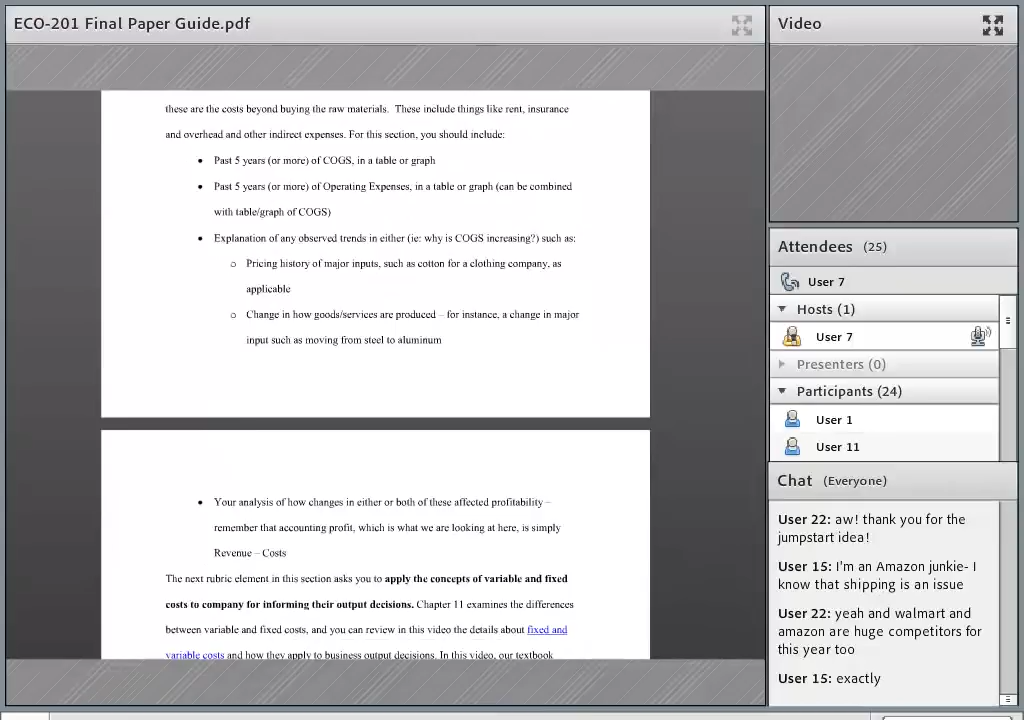 ECO-201 Final Paper Guide.pdf
these are the costs beyond buying the raw materials. These include things like rent, insurance
and overhead and other indirect expenses. For this section, you should include:
• Past 5 years (or more) of COGS, in a table or graph
• Past 5 years (or more) of Operating Expenses, in a table or graph (can be combined
with table/graph of COGS)
• Explanation of any observed trends in either (ie: why is COGS increasing?) such as:
o Pricing history of major inputs, such as cotton for a clothing company, as
applicable
o Change in how goods/services are produced – for instance, a change in major
input such as moving from steel to aluminum
• Your analysis of how changes in either or both of these affected profitability –
remember that accounting profit, which is what we are looking at here, is simply
Revenue – Costs
The next rubric element in this section asks you to apply the concepts of variable and fixed
costs to company for informing their output decisions. Chapter 11 examines the differences
between variable and fixed costs, and you can review in this video the details about fixed and
variable costs and how they apply to business output decisions. In this video, our textbook
Video
Attendees (25)
User 7
Hosts (1)
User 7
Presenters (0)
Participants (24)
User 1
User 11
Chat (Everyone)
User 22: aw! thank you for the
jumpstart idea!
User 15: I'm an Amazon junkie- I
know that shipping is an issue
User 22: yeah and walmart and
amazon are huge competitors for
this year too
User 15: exactly